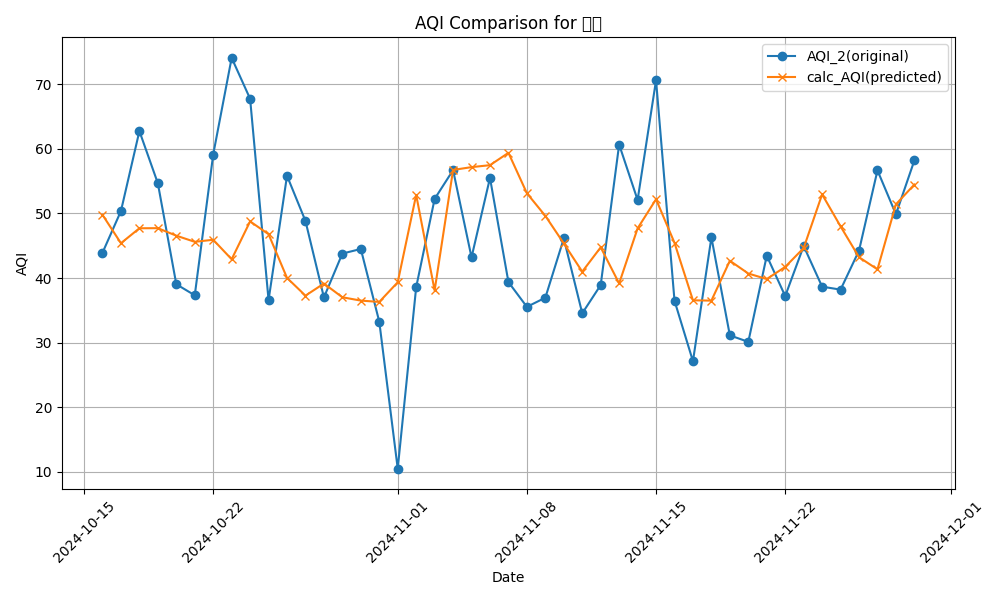 AQI Comparison for
AQI_2(original)
calc_AQI(predicted)
AQI
70
60
50
40
30
20
10
2024-10-15
2024-10-22
2024-11-01
2024-11-08
2024-11-15
2024-11-22
2024-12-01
Date